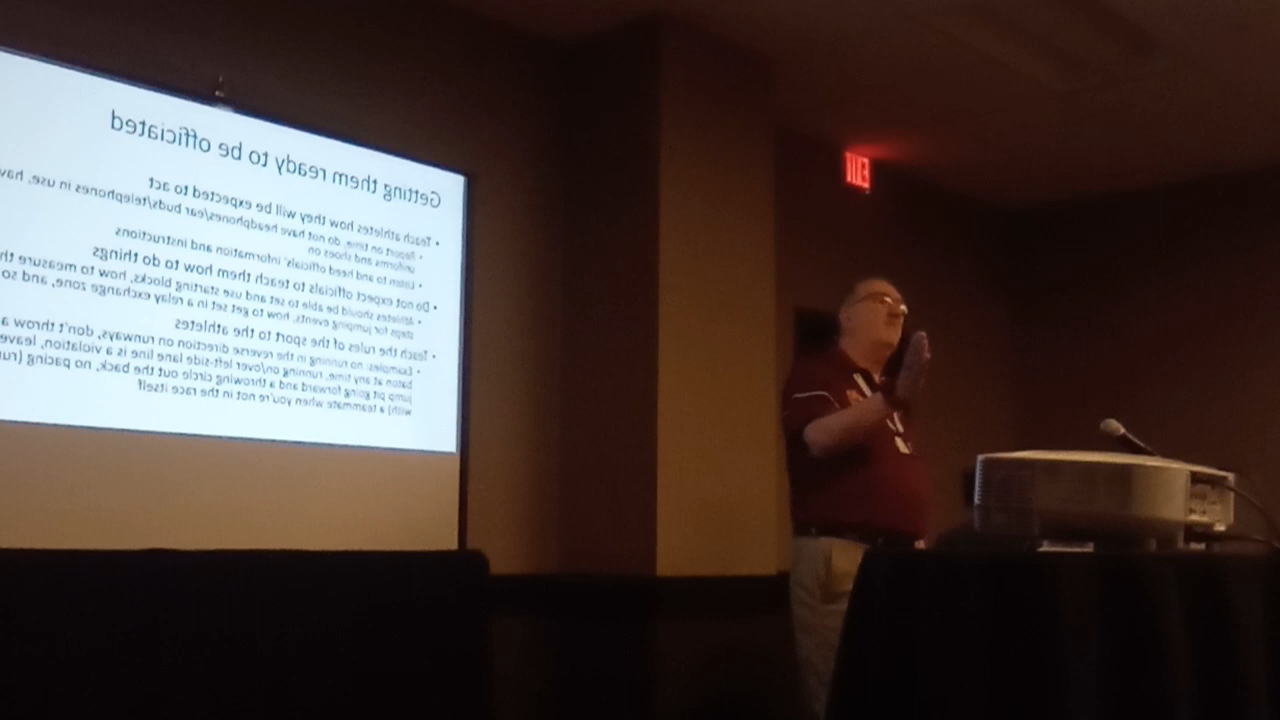 Getting them ready to be officiated
• Teach athletes how they will be expected to act
• Report on time, do not have headphones/ear buds/telephones in use, have
uniforms and shoes on
• Listen to and heed officials' information and instructions
• Do not expect officials to teach them how to do things
• Athletes should be able to set and use starting blocks, how to measure
steps for jumping events, how to get set in a relay exchange zone, and so
• Teach the rules of the sport to the athletes
• Examples: no running in the reverse direction on runways, don't throw a
baton at any time, running on/over left-side lane line is a violation, leave
jump pit going forward and a throwing circle out the back, no pacing
with) a teammate when you're not in the race itself
EXIT